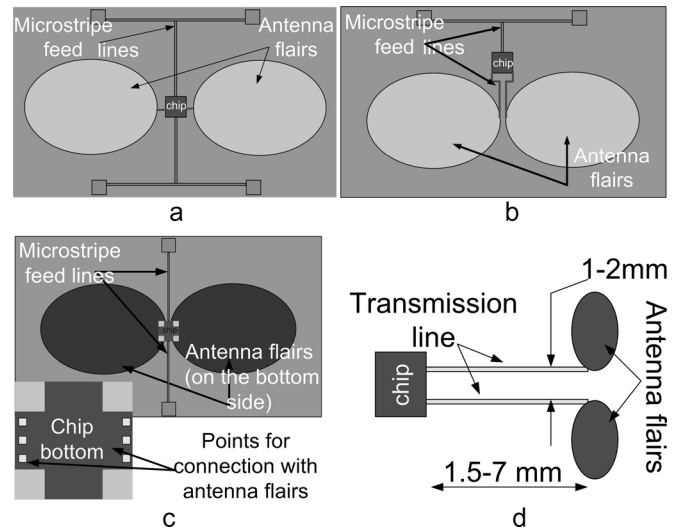 Microstripe
feed lines
Antenna
flairs
chip
a
Microstripe
feed lines
chip
Antenna
flairs
b
Microstripe
feed lines
chip
Antenna flairs
(on the bottom
side)
Chip
bottom
Points for
connection with
antenna flairs
c
1-2mm
Transmission
line
chip
Antenna
flairs
1.5-7 mm
d